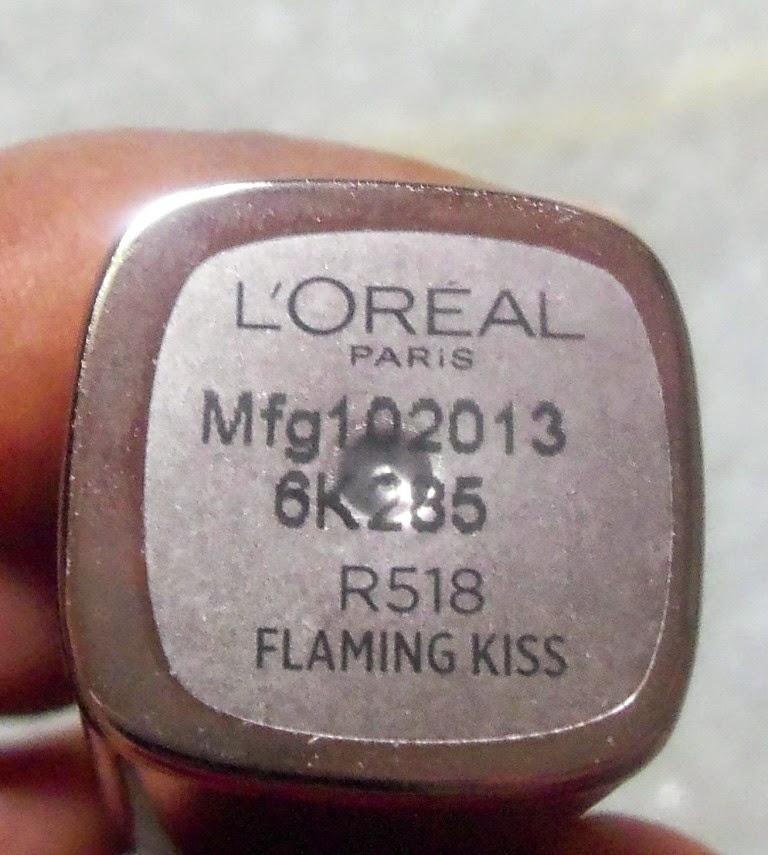 L'ORÉAL
PARIS
Mfg102013
6K285
R518
FLAMING KISS